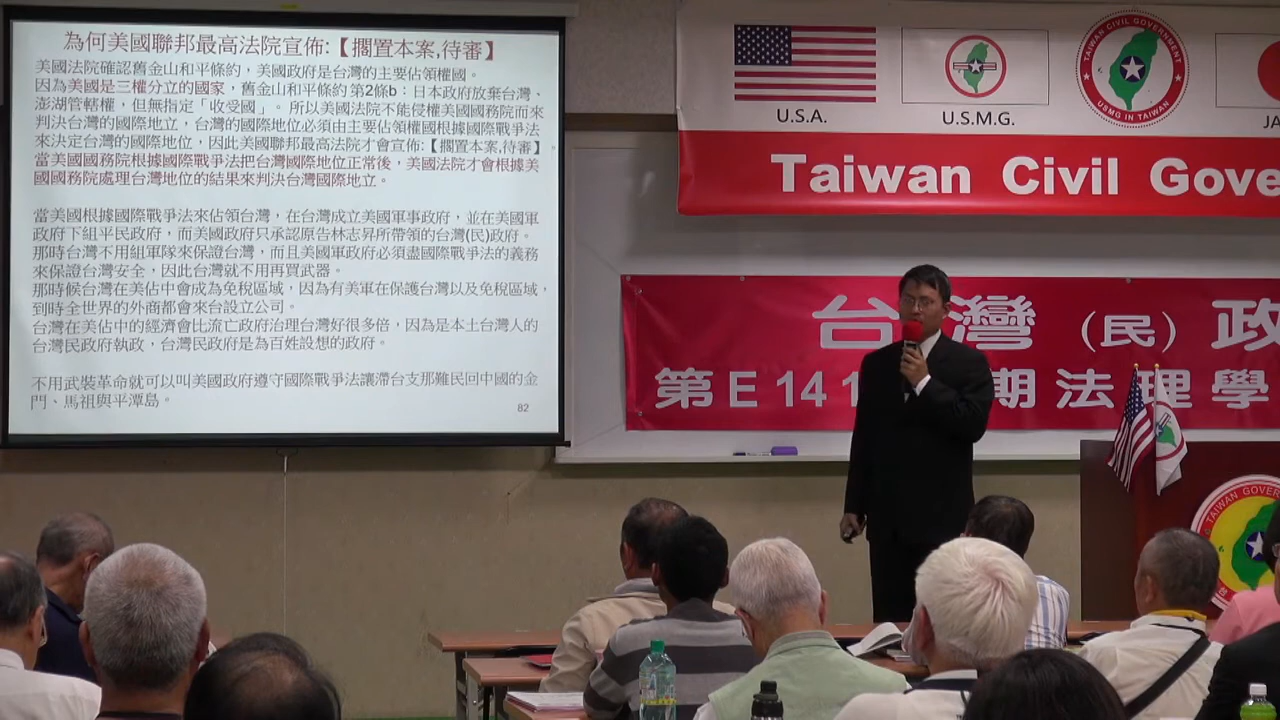 為何美國聯邦最高法院宣佈:【擱置本案,待審】
美國法院確認舊金山和平條約，美國政府是台灣的主要佔領權國。
因為美國是三權分立的國家，舊金山和平條約 第2條b：日本政府放棄台灣、
澎湖管轄權，但無指定「收受國」。 所以美國法院不能侵權美國國務院而來
判決台灣的國際地立，台灣的國際地位必須由主要佔領權國根據國際戰爭法
來決定台灣的國際地位，因此美國聯邦最高法院才會宣佈:【擱置本案,待審】
當美國國務院根據國際戰爭法把台灣國際地位正常後，美國法院才會根據美
國國務院處理台灣地位的結果來判決台灣國際地立。
當美國根據國際戰爭法來佔領台灣，在台灣成立美國軍事政府，並在美國軍
政府下組平民政府，而美國政府只承認原告林志昇所帶領的台灣(民)政府。
那時台灣不用組軍隊來保證台灣，而且美國軍政府必須盡國際戰爭法的義務
來保證台灣安全，因此台灣就不用再買武器。
那時候台灣在美佔中會成為免稅區域，因為有美軍在保護台灣以及免稅區域，
到時全世界的外商都會來台設立公司。
台灣在美佔中的經濟會比流亡政府治理台灣好很多倍，因為是本土台灣人的
台灣民政府執政，台灣民政府是為百姓設想的政府。
不用武裝革命就可以叫美國政府遵守國際戰爭法讓滯台支那難民回中國的金
門、馬祖與平潭島。
82
U.S.A.
U.S.M.G.
TAIWAN CIVIL GOVERNMENT
USMG IN TAIWAN
JA
Taiwan Civil Gove
台灣（民）政
第E141 期法理學
TAIWAN GOVERN